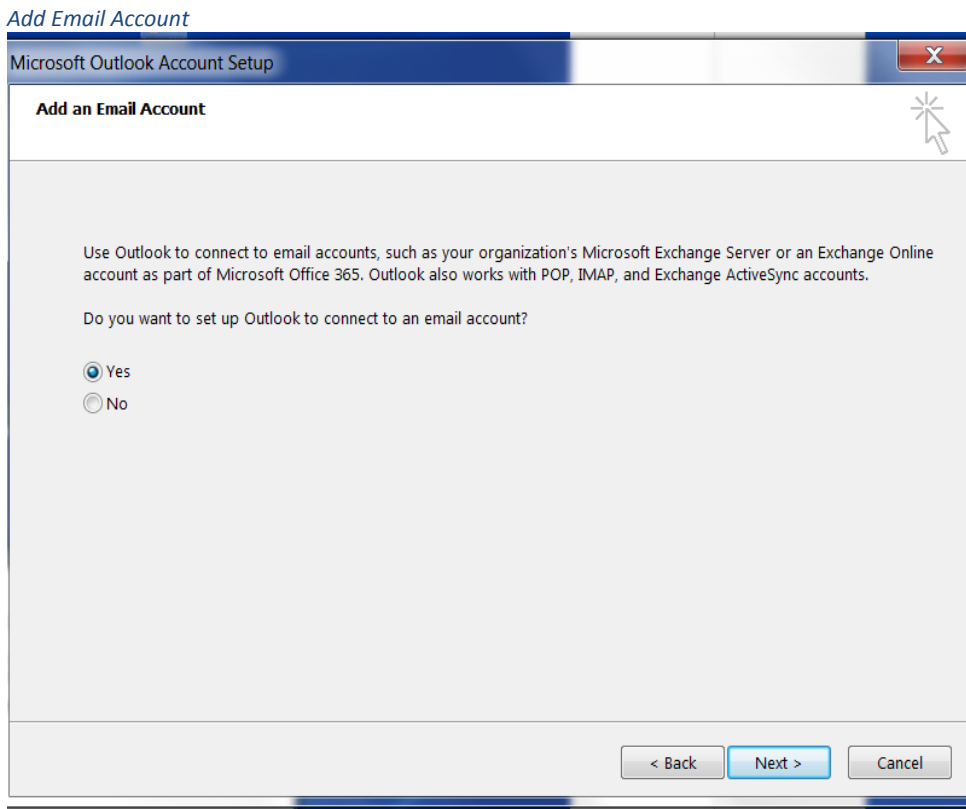 Add Email Account
Microsoft Outlook Account Setup
X
Add an Email Account
Use Outlook to connect to email accounts, such as your organization's Microsoft Exchange Server or an Exchange Online
account as part of Microsoft Office 365. Outlook also works with POP, IMAP, and Exchange ActiveSync accounts.
Do you want to set up Outlook to connect to an email account?
Yes
No
< Back Next > Cancel